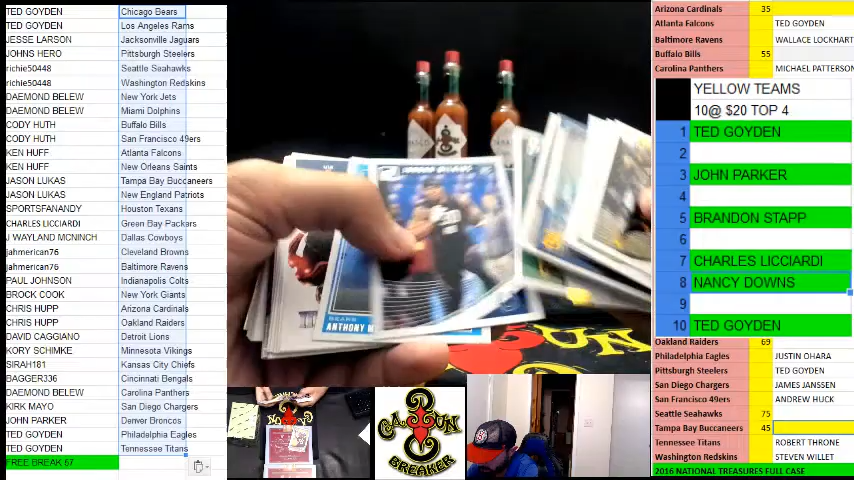 TED GOYDEN Chicago Bears
TED GOYDEN Los Angeles Rams
JESSE LARSON Jacksonville Jaguars
JOHNS HERO Pittsburgh Steelers
richie50448 Seattle Seahawks
richie50448 Washington Redskins
DAEMOND BELEW New York Jets
DAEMOND BELEW Miami Dolphins
CODY HUTH Buffalo Bills
CODY HUTH San Francisco 49ers
KEN HUFF Atlanta Falcons
KEN HUFF New Orleans Saints
JASON LUKAS Tampa Bay Buccaneers
JASON LUKAS New England Patriots
SPORTSFANANDY Houston Texans
CHARLES LICCIARDI Green Bay Packers
J WAYLAND MCNINCH Dallas Cowboys
jahmerican76 Cleveland Browns
jahmerican76 Baltimore Ravens
PAUL JOHNSON Indianapolis Colts
BROCK COOK New York Giants
CHRIS HUPP Arizona Cardinals
CHRIS HUPP Oakland Raiders
DAVID CAGGIANO Detroit Lions
KORY SCHIMKE Minnesota Vikings
SIRAH181 Kansas City Chiefs
BAGGER336 Cincinnati Bengals
DAEMOND BELEW Carolina Panthers
KIRK MAYO San Diego Chargers
JOHN PARKER Denver Broncos
TED GOYDEN Philadelphia Eagles
TED GOYDEN Tennessee Titans
FREE BREAK 57
BEARS
ANTHONY
CAJUN
BREAKER
Arizona Cardinals 35
Atlanta Falcons TED GOYDEN
Baltimore Ravens WALLACE LOCKHART
Buffalo Bills 55
Carolina Panthers MICHAEL PATTERSON
YELLOW TEAMS
10@ $20 TOP 4
1 TED GOYDEN
2
3 JOHN PARKER
4
5 BRANDON STAPP
6
7 CHARLES LICCIARDI
8 NANCY DOWNS
9
10 TED GOYDEN
Oakland Raiders 69
Philadelphia Eagles JUSTIN OHARA
Pittsburgh Steelers TED GOYDEN
San Diego Chargers JAMES JANSSEN
San Francisco 49ers ANDREW HUCK
Seattle Seahawks 75
Tampa Bay Buccaneers 45
Tennessee Titans ROBERT THRONE
Washington Redskins STEVEN WILLET
2016 NATIONAL TREASURES FULL CASE